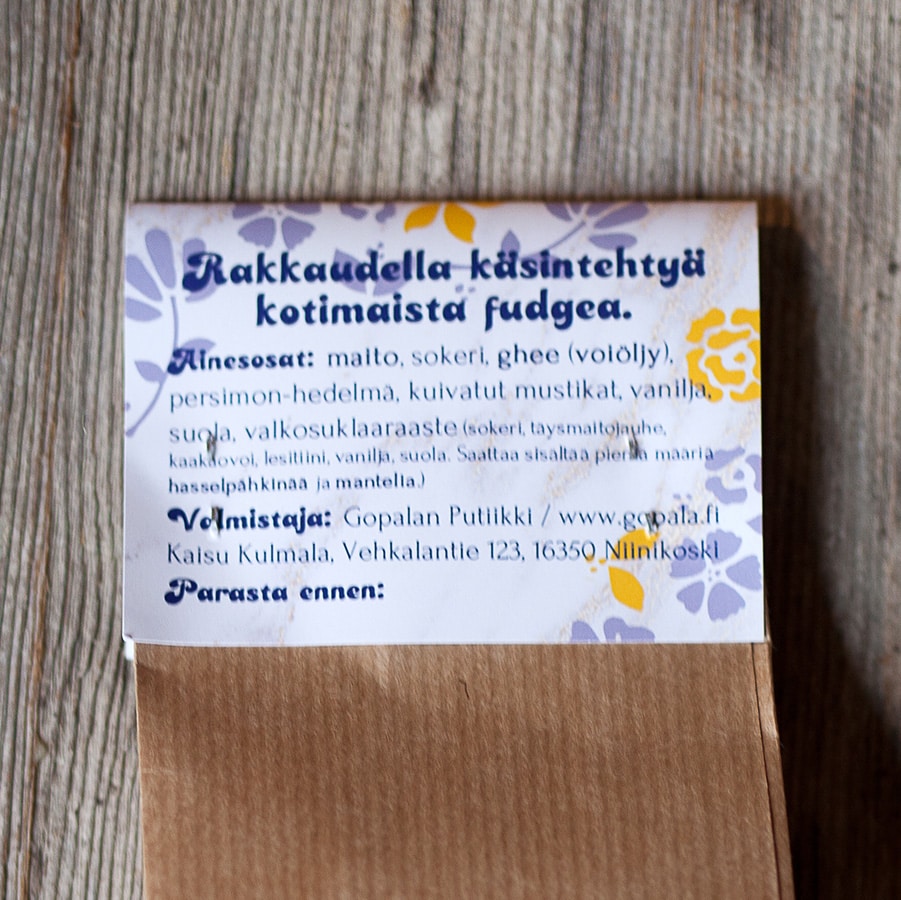 Rakkaudella käsintehtyä
kotimaista fudgea.
Ainesosat: maito, sokeri, ghee (voiöljy),
persimon-hedelmä, kuivatut mustikat, vanilja,
suola, valkosuklaaraaste (sokeri, täysmaitojauhe,
kaakaovoi, lesitiini, vanilja, suola. Saattaa sisältää pieniä määriä
hasselpähkinää ja mantelia.)
Valmistaja: Gopalan Putiikki / www.gopala.fi
Kaisu Kulmala, Vehkalantie 123, 16350 Niinikoski
Parasta ennen: